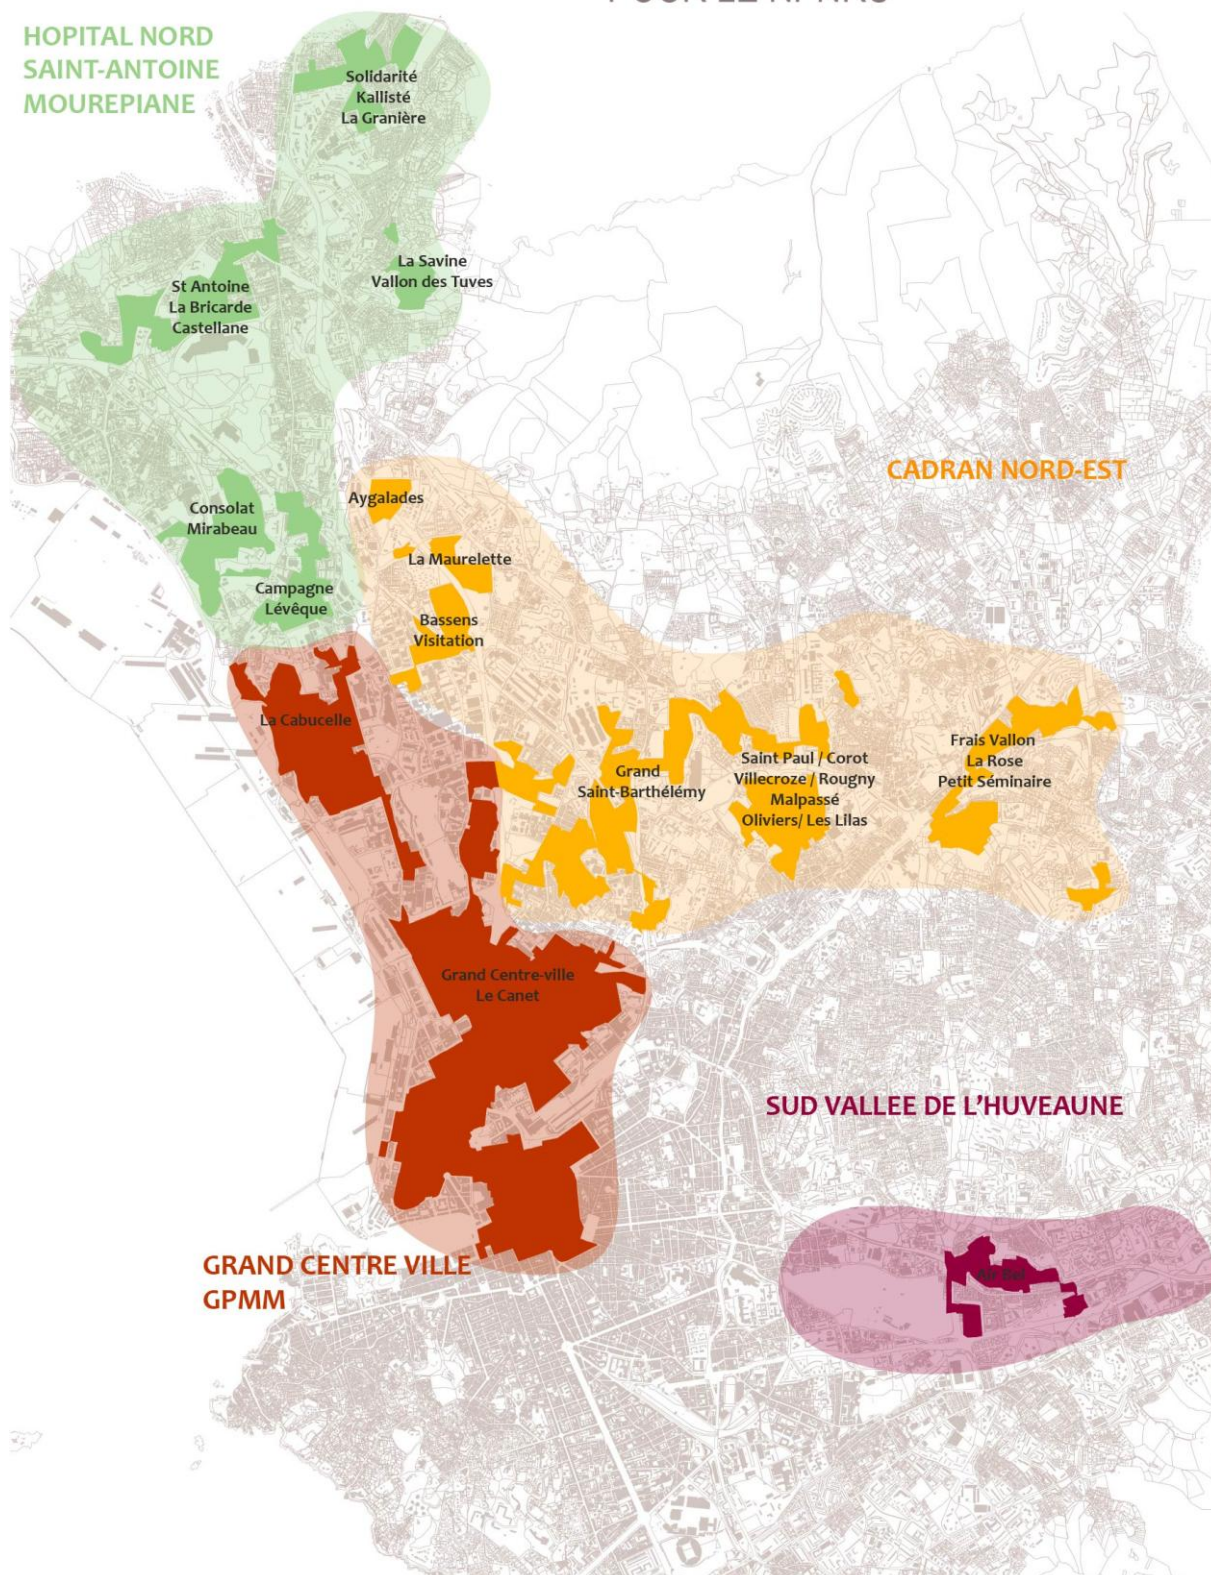 HOPITAL NORD
SAINT-ANTOINE
MOUREPIANE
Solidarité
Kallisté
La Granière
La Savine
Vallon des Tuves
St Antoine
La Bricarde
Castellane
CADRAN NORD-EST
Aygalades
Consolat
Mirabeau
La Maurelette
Campagne
Lévêque
Bassens
Visitation
La Cabucelle
Grand
Saint-Barthélémy
Saint Paul / Corot
Villecroze / Rougny
Malpassé
Oliviers/ Les Lilas
Frais Vallon
La Rose
Petit Séminaire
Grand Centre-ville
Le Canet
SUD VALLEE DE L'HUVEAUNE
Air Bel
GRAND CENTRE VILLE
GPMM